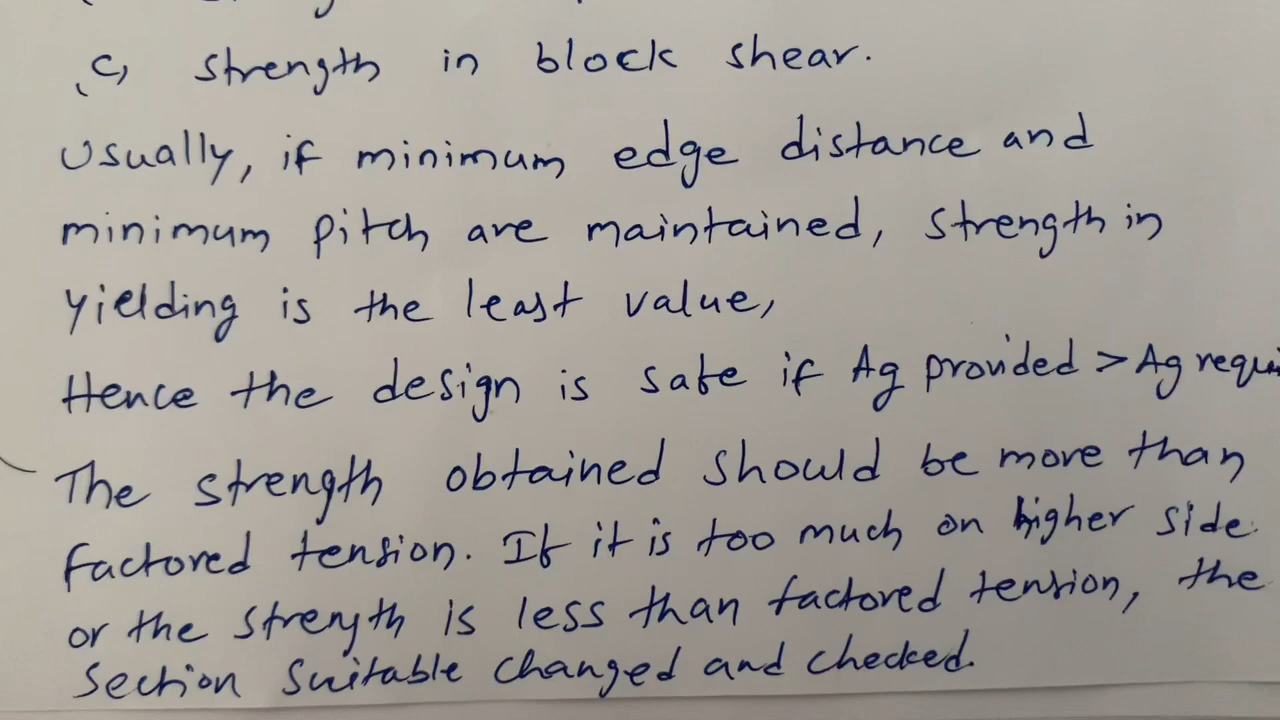 (c) strength in block shear.
Usually, if minimum edge distance and
minimum pitch are maintained, strength in
yielding is the least value,
Hence the design is safe if Ag provided > Ag requi
The strength obtained should be more than
factored tension. If it is too much on higher side
or the strength is less than factored tension, the
section suitable changed and checked.